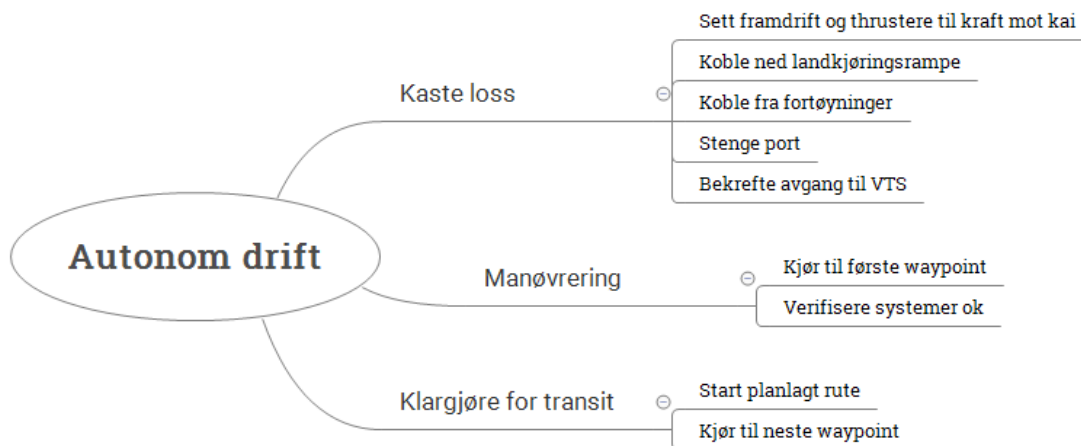 Autonom drift
Kaste loss
Sett framdrift og thrustere til kraft mot kai
Koble ned landkjøringsrampe
Koble fra fortøyninger
Stenge port
Bekrefte avgang til VTS
Manøvrering
Kjør til første waypoint
Verifisere systemer ok
Klargjøre for transit
Start planlagt rute
Kjør til neste waypoint